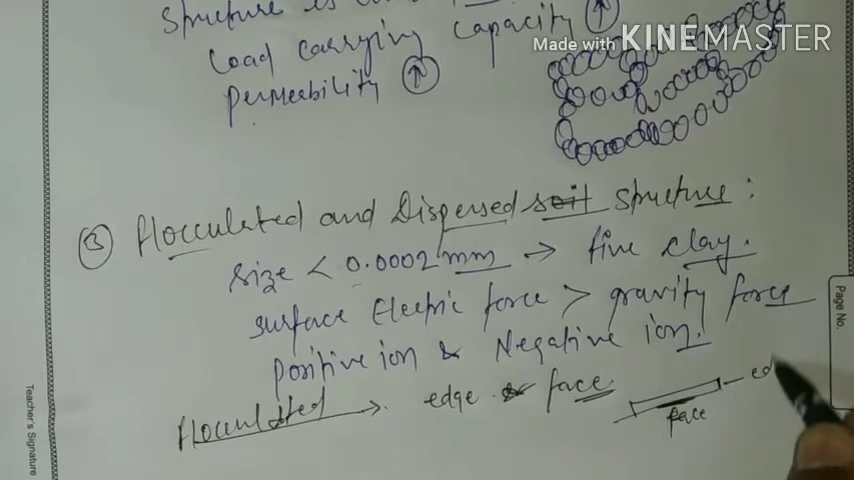 structure is
Load carrying capacity ↑
Made with KINEMASTER
Permeability ↑
③ flocculated and Dispersed structure :
size < 0.0002 mm → fine clay.
surface Electric force > gravity force
positive ion & Negative ion.
flocculated → edge face
face
Page No.
Teacher's Signature